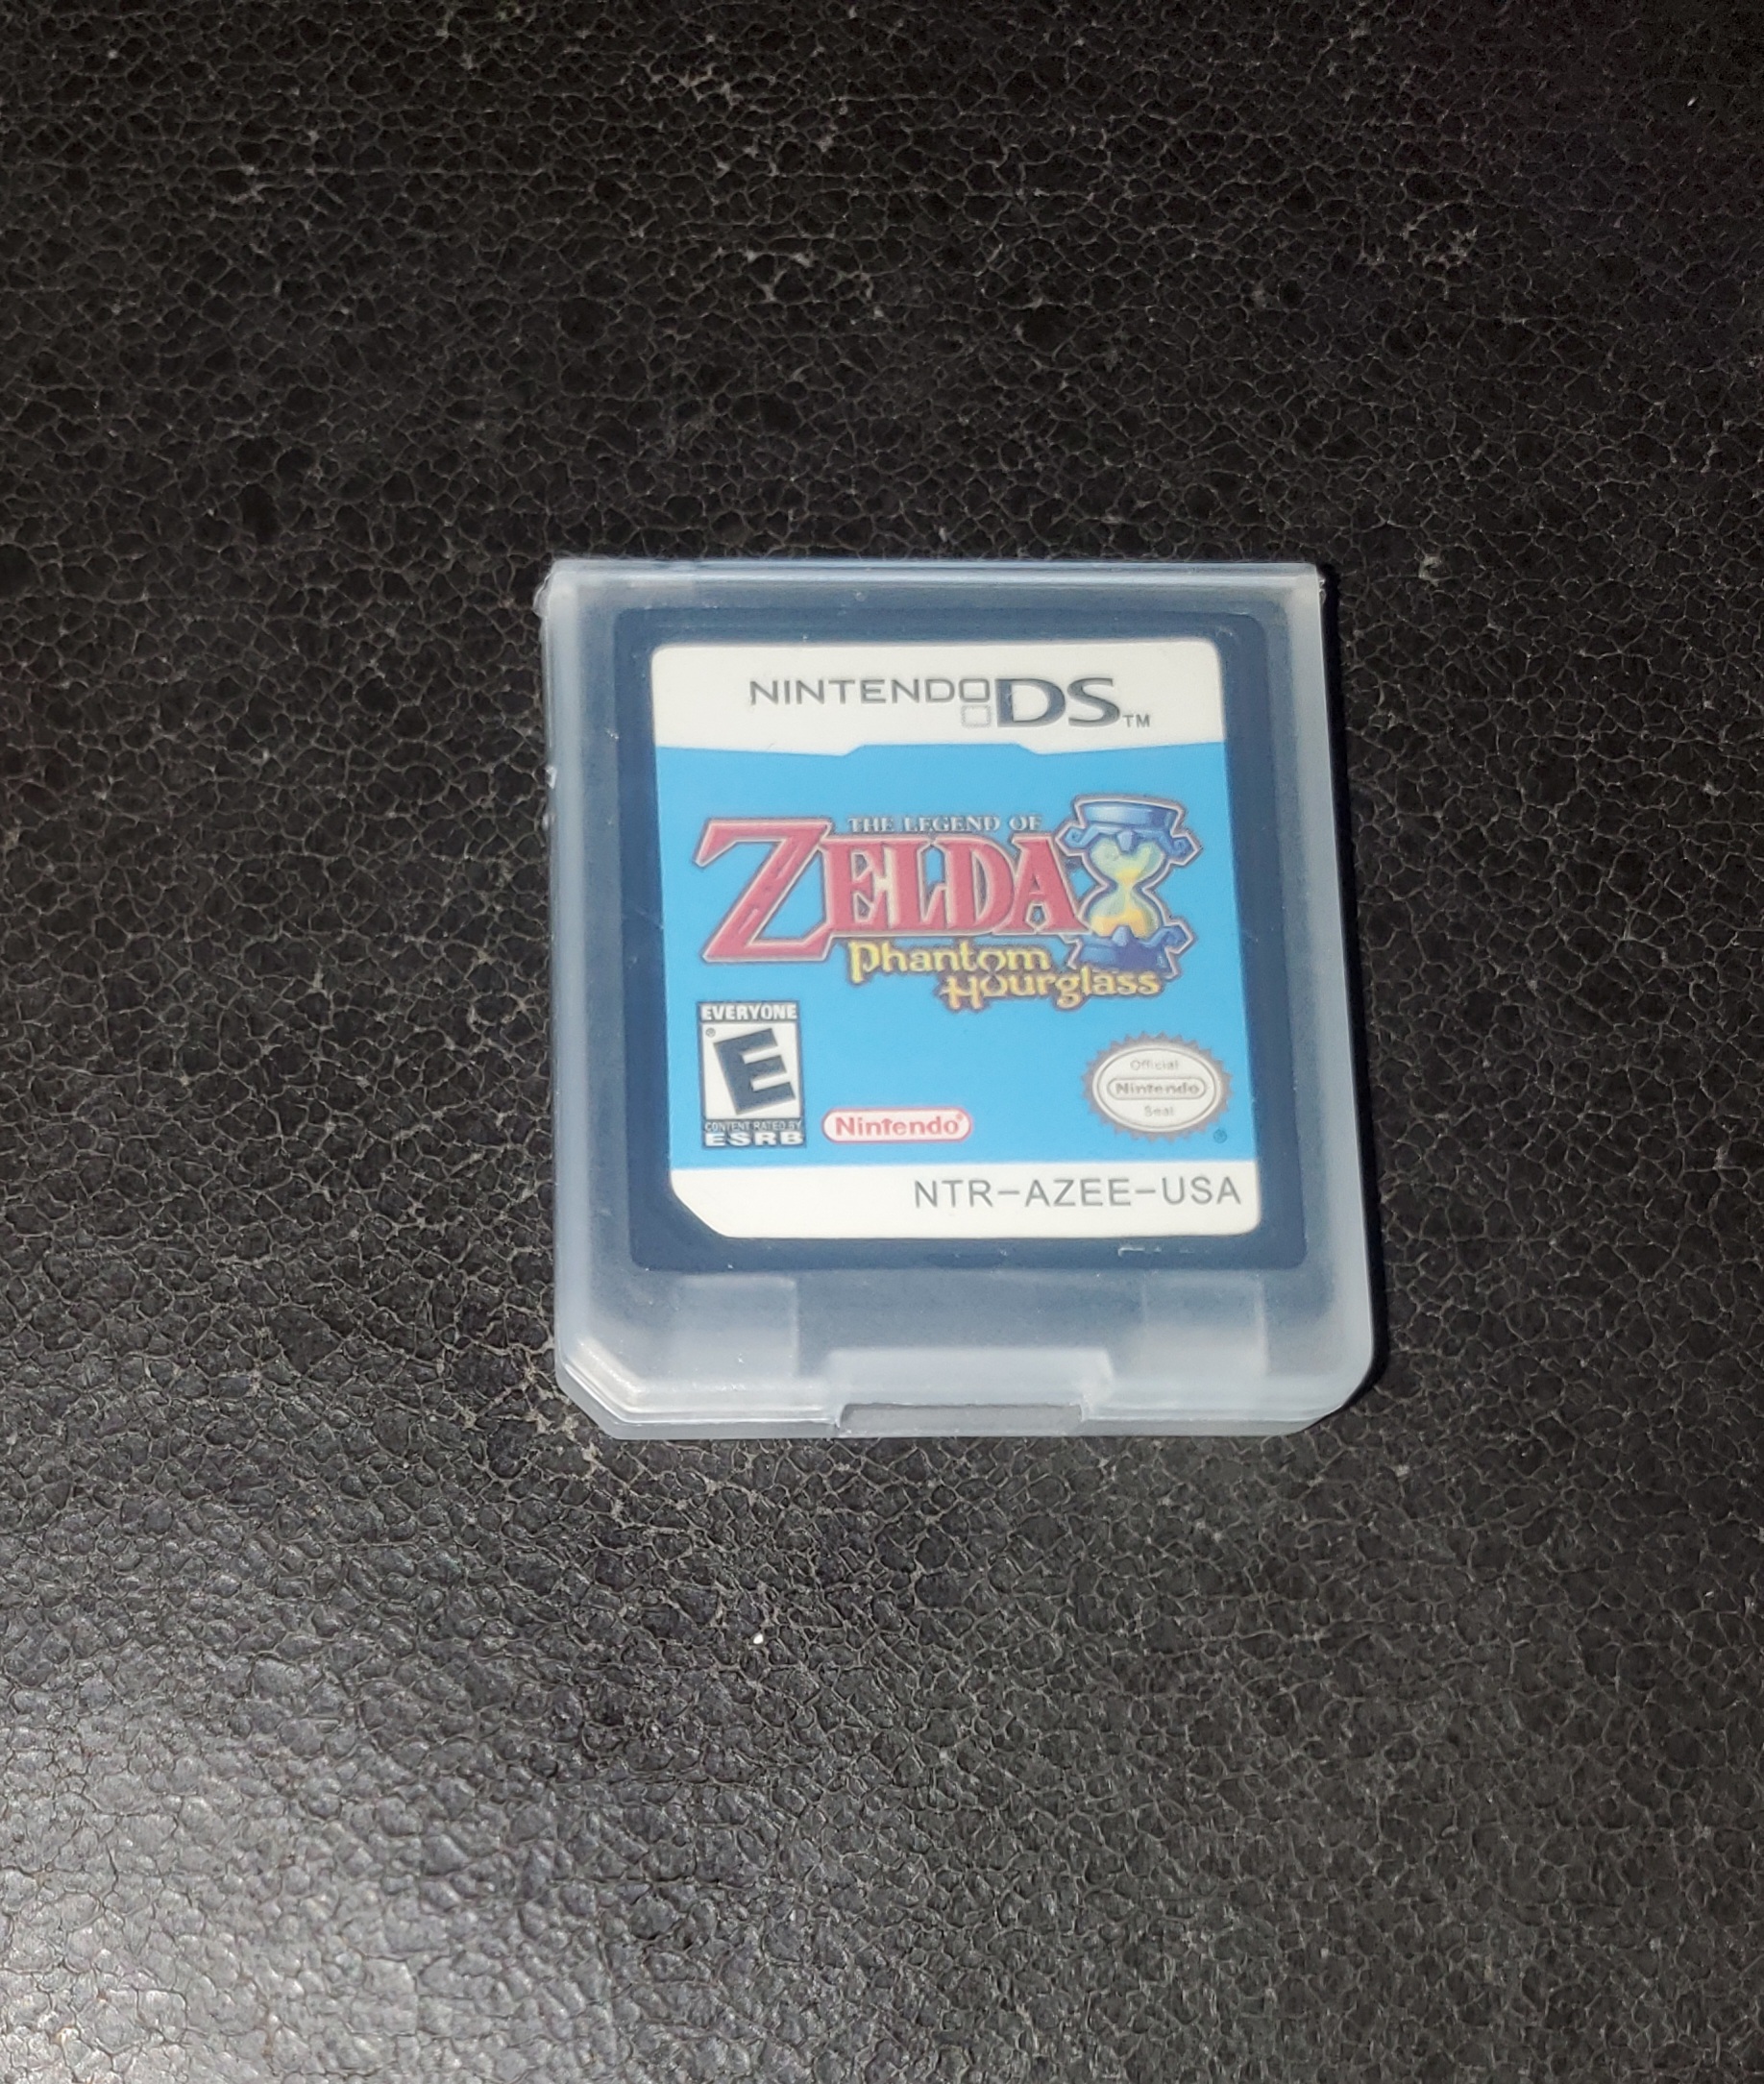 NINTENDO DS™
THE LEGEND OF
ZELDA
Phantom
Hourglass
EVERYONE
E
®
CONTENT RATED BY
ESRB
Nintendo®
Official
Nintendo
Seal
®
NTR-AZEE-USA